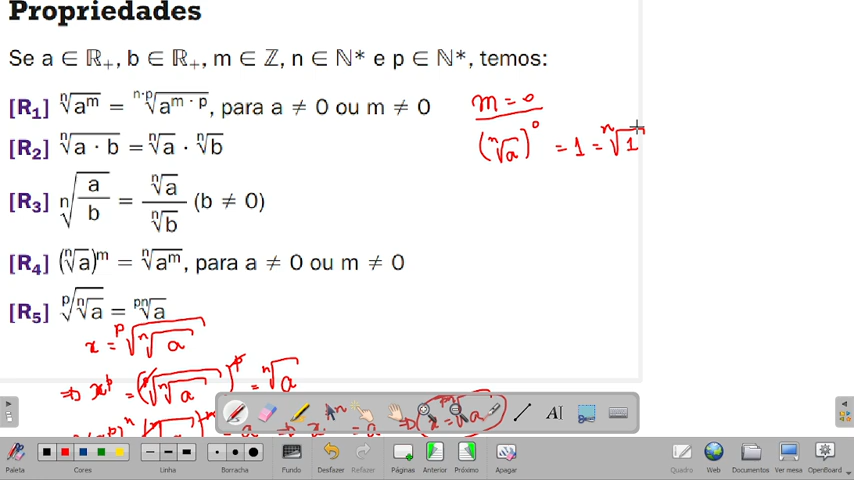 Propriedades
Se a ∈ ℝ₊, b ∈ ℝ₊, m ∈ ℤ, n ∈ ℕ* e p ∈ ℕ*, temos:
[R₁] ⁿ√(aᵐ) = ⁿ·ᵖ√(aᵐ·ᵖ), para a ≠ 0 ou m ≠ 0
m = 0
[R₂] ⁿ√(a · b) = ⁿ√a · ⁿ√b
(ⁿ√a)⁰ = 1 = ⁿ√1
[R₃] ⁿ√(a/b) = ⁿ√a / ⁿ√b (b ≠ 0)
[R₄] (ⁿ√a)ᵐ = ⁿ√(aᵐ), para a ≠ 0 ou m ≠ 0
[R₅] ᵖ√(ⁿ√a) = ᵖⁿ√a
x = ᵖ√(ⁿ√a)
⇒ xᵖ = (ᵖ√(ⁿ√a))ᵖ = ⁿ√a
= a ⇒ x = a ⇒ x = ᵖⁿ√a
Paleta Cores Linha Borracha Fundo Desfazer Refazer Páginas Anterior Próximo Apagar Quadro Web Documentos Ver mesa OpenBoard